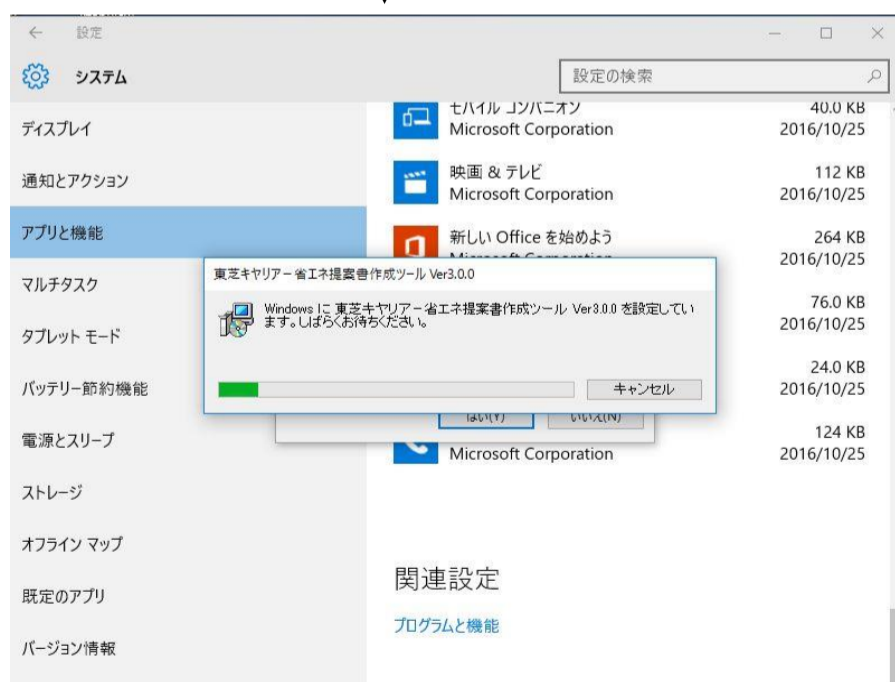 設定
システム
設定の検索
ディスプレイ
通知とアクション
アプリと機能
マルチタスク
タブレット モード
バッテリー節約機能
電源とスリープ
ストレージ
オフライン マップ
既定のアプリ
バージョン情報
モバイル コンパニオン
40.0 KB
Microsoft Corporation
2016/10/25
映画 & テレビ
112 KB
Microsoft Corporation
2016/10/25
新しい Office を始めよう
264 KB
Microsoft Corporation
2016/10/25
76.0 KB
2016/10/25
24.0 KB
2016/10/25
124 KB
Microsoft Corporation
2016/10/25
東芝キヤリアー省エネ提案書作成ツール Ver3.0.0
Windows に 東芝キヤリアー省エネ提案書作成ツール Ver3.0.0 を設定してい
ます。しばらくお待ちください。
キャンセル
はい(Y)
いいえ(N)
関連設定
プログラムと機能